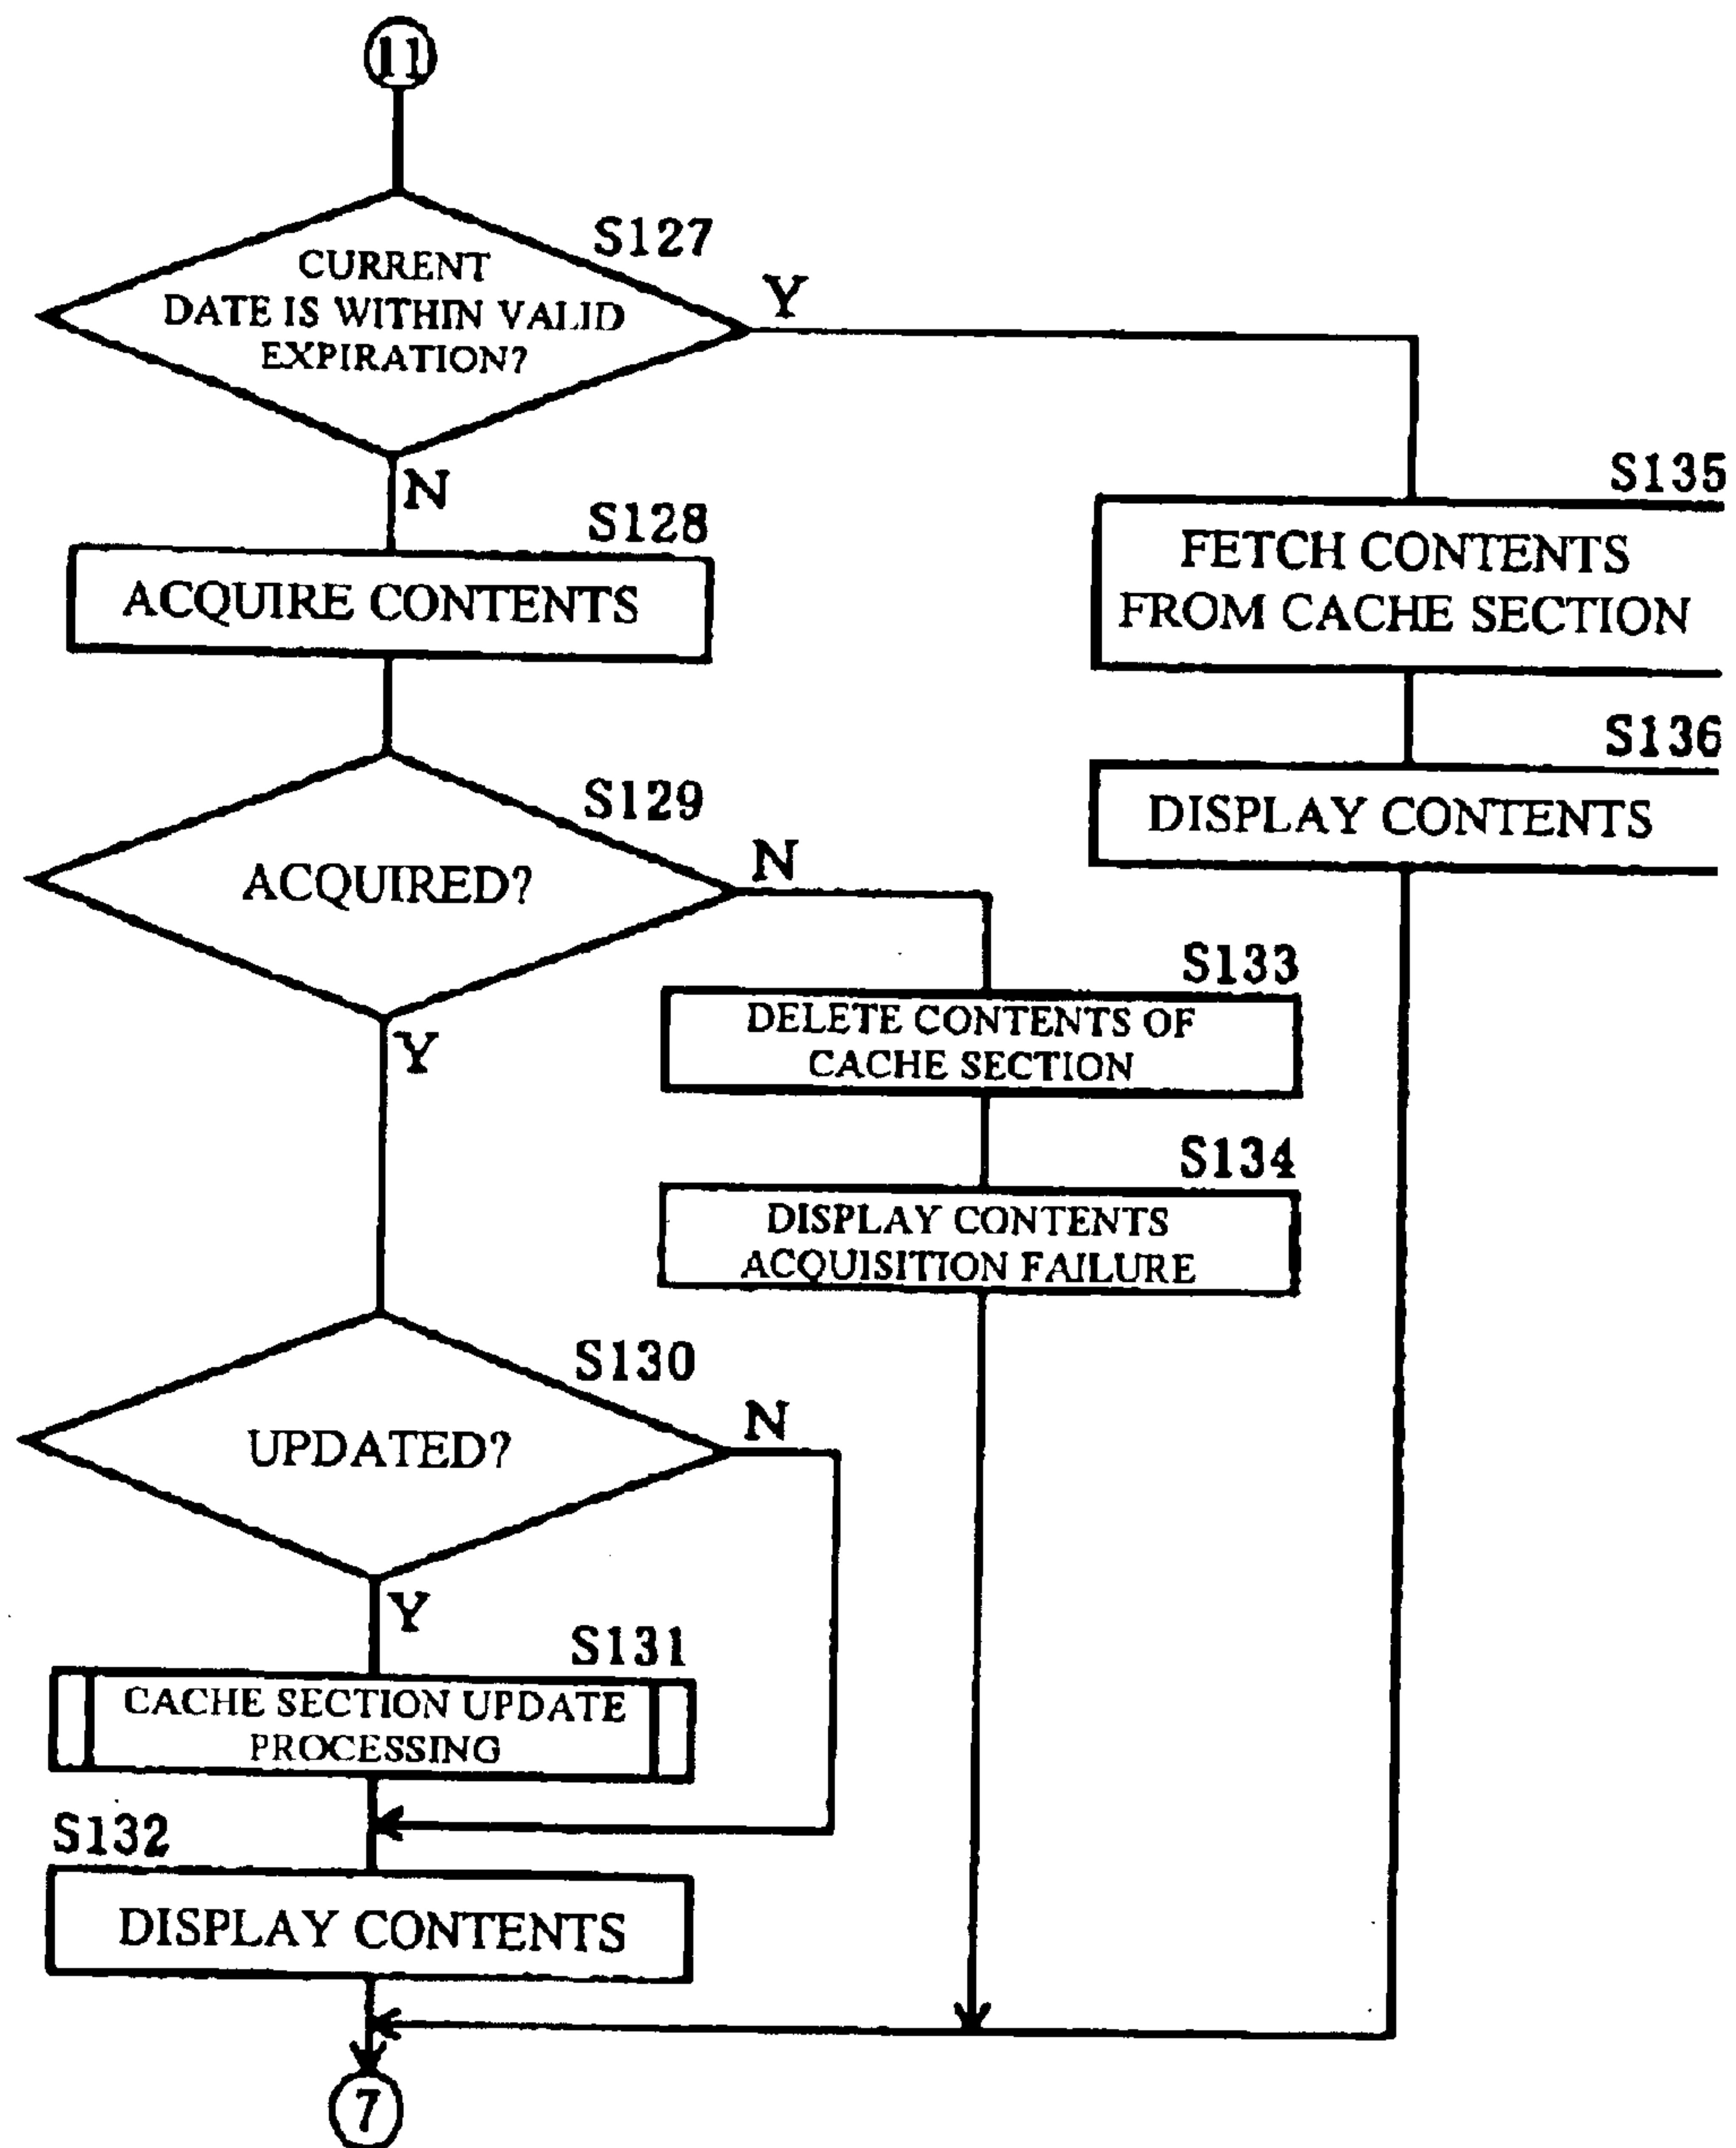 11
S127
CURRENT
DATE IS WITHIN VALID
EXPIRATION?
Y
N
S128
ACQUIRE CONTENTS
S135
FETCH CONTENTS
FROM CACHE SECTION
S136
DISPLAY CONTENTS
S129
ACQUIRED?
N
Y
S133
DELETE CONTENTS OF
CACHE SECTION
S134
DISPLAY CONTENTS
ACQUISITION FAILURE
S130
UPDATED?
N
Y
S131
CACHE SECTION UPDATE
PROCESSING
S132
DISPLAY CONTENTS
7